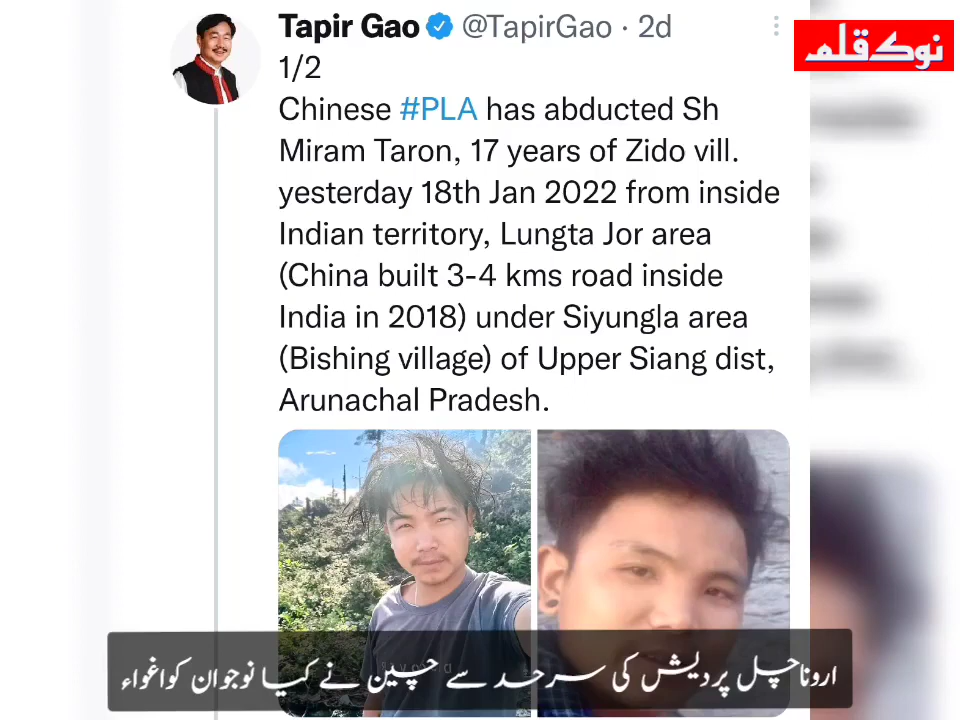 Tapir Gao @TapirGao · 2d
نوک قلم
1/2
Chinese #PLA has abducted Sh
Miram Taron, 17 years of Zido vill.
yesterday 18th Jan 2022 from inside
Indian territory, Lungta Jor area
(China built 3-4 kms road inside
India in 2018) under Siyungla area
(Bishing village) of Upper Siang dist,
Arunachal Pradesh.
اروناچل پردیش کی سرحد سے چین نے کیا نوجوان کو اغواء